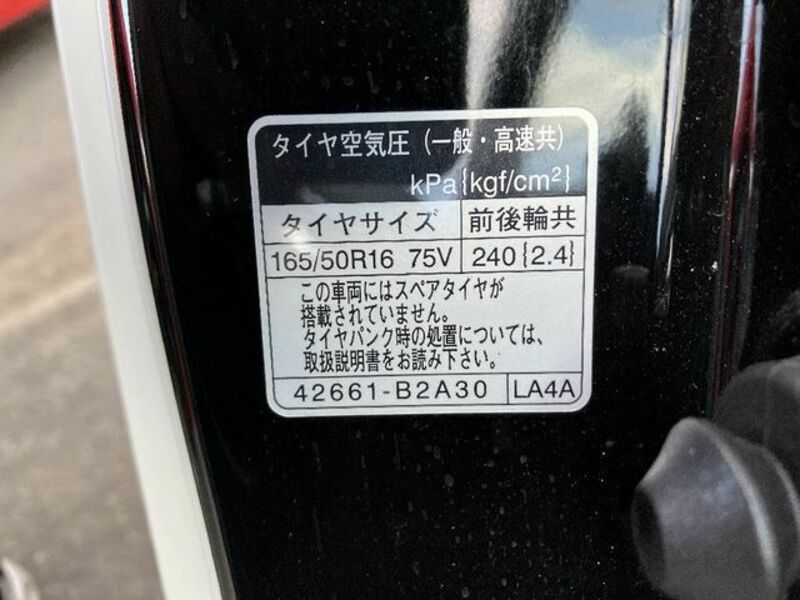 タイヤ空気圧（一般・高速共）
kPa{kgf/cm²}
タイヤサイズ 前後輪共
165/50R16 75V 240{2.4}
この車両にはスペアタイヤが
搭載されていません。
タイヤパンク時の処置については、
取扱説明書をお読み下さい。
42661-B2A30 LA4A